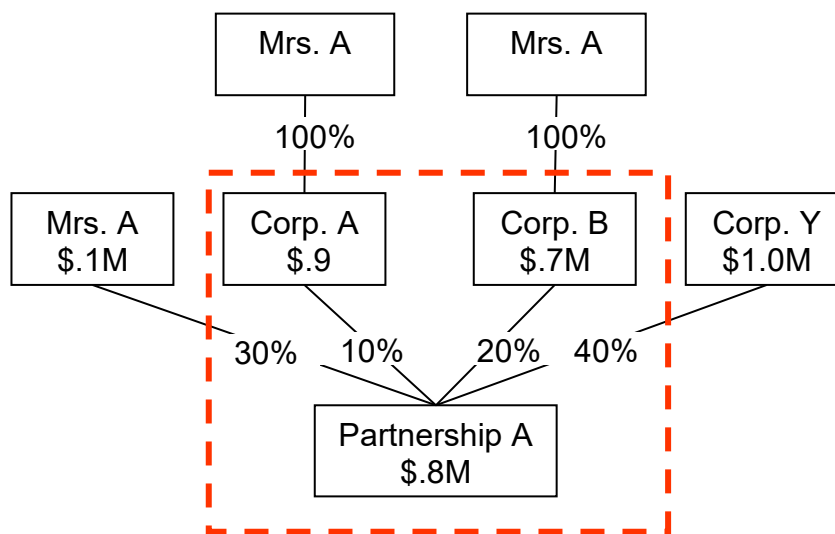 Mrs. A
Mrs. A
100%
100%
Mrs. A
$.1M
Corp. A
$.9
Corp. B
$.7M
Corp. Y
$1.0M
30%
10%
20%
40%
Partnership A
$.8M